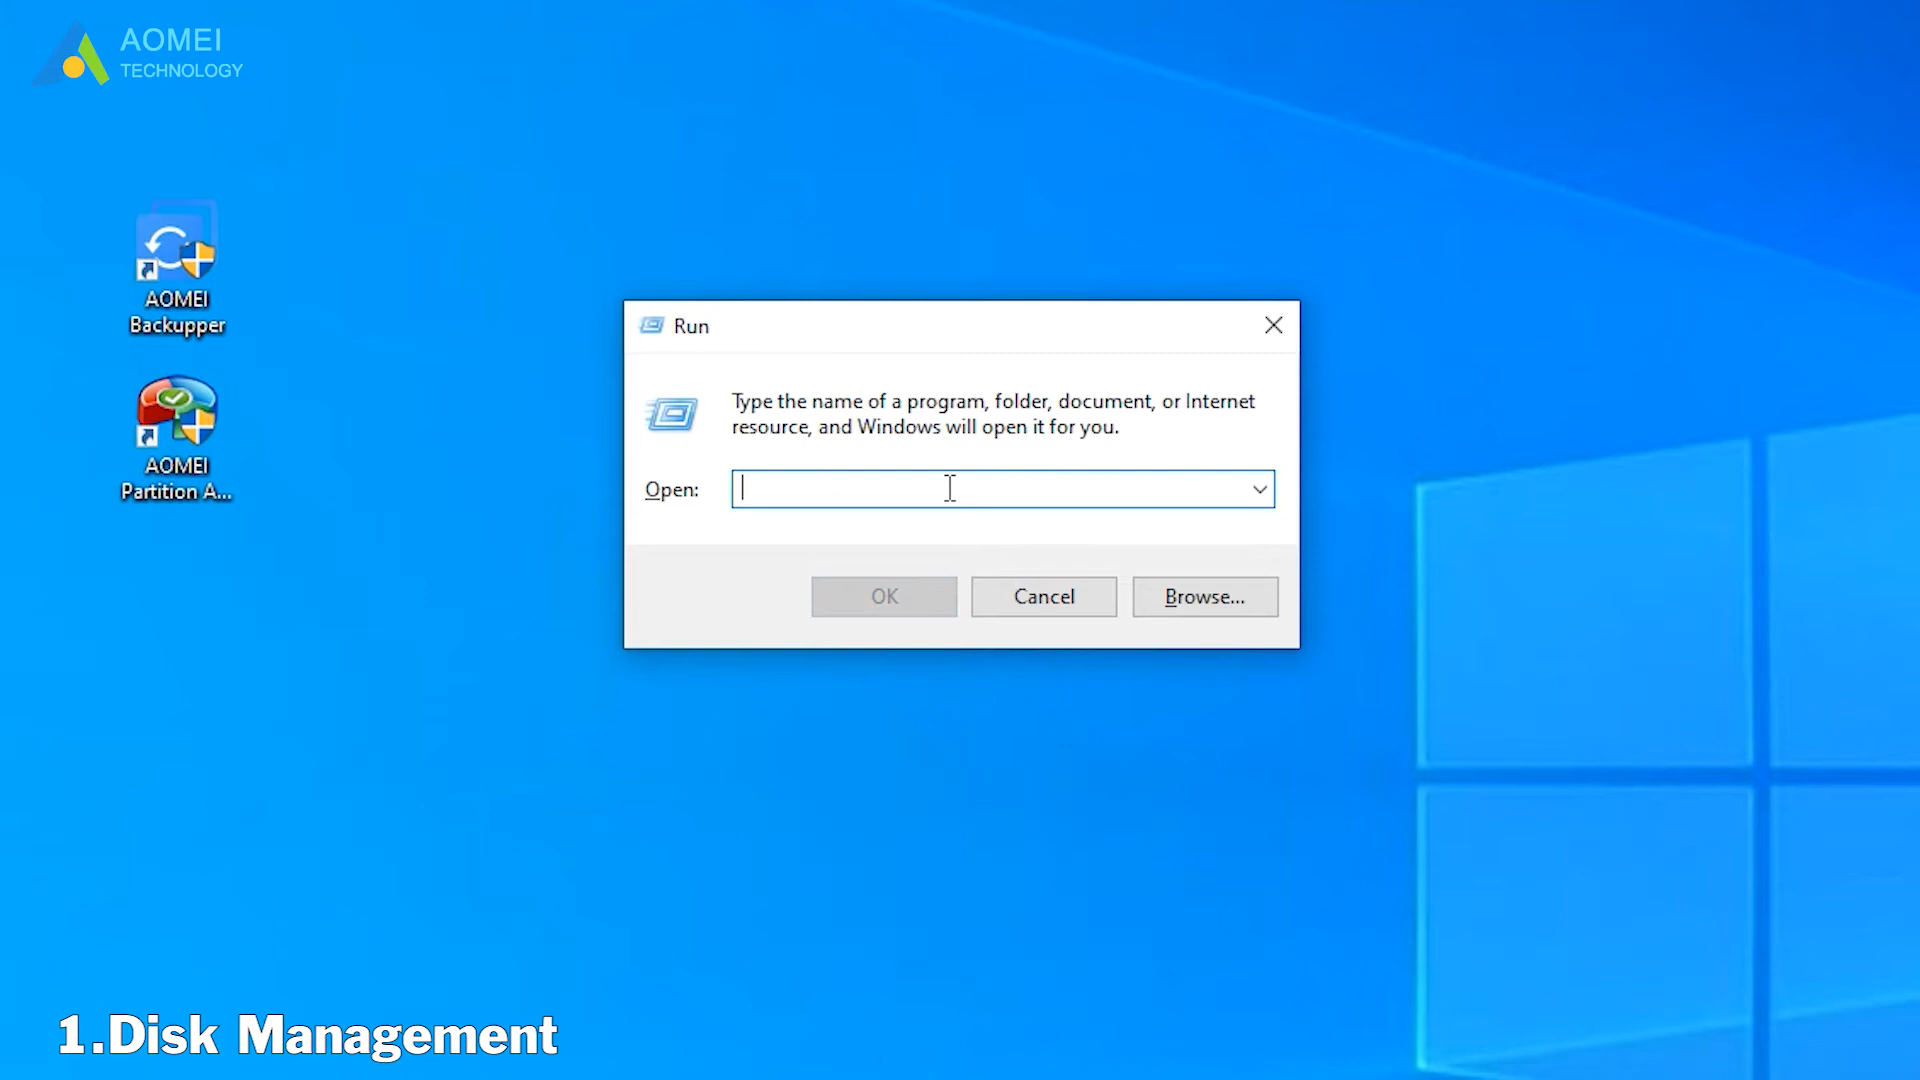 AOMEI
TECHNOLOGY
AOMEI
Backupper
AOMEI
Partition A...
Run
Type the name of a program, folder, document, or Internet
resource, and Windows will open it for you.
Open:
OK
Cancel
Browse...
1.Disk Management